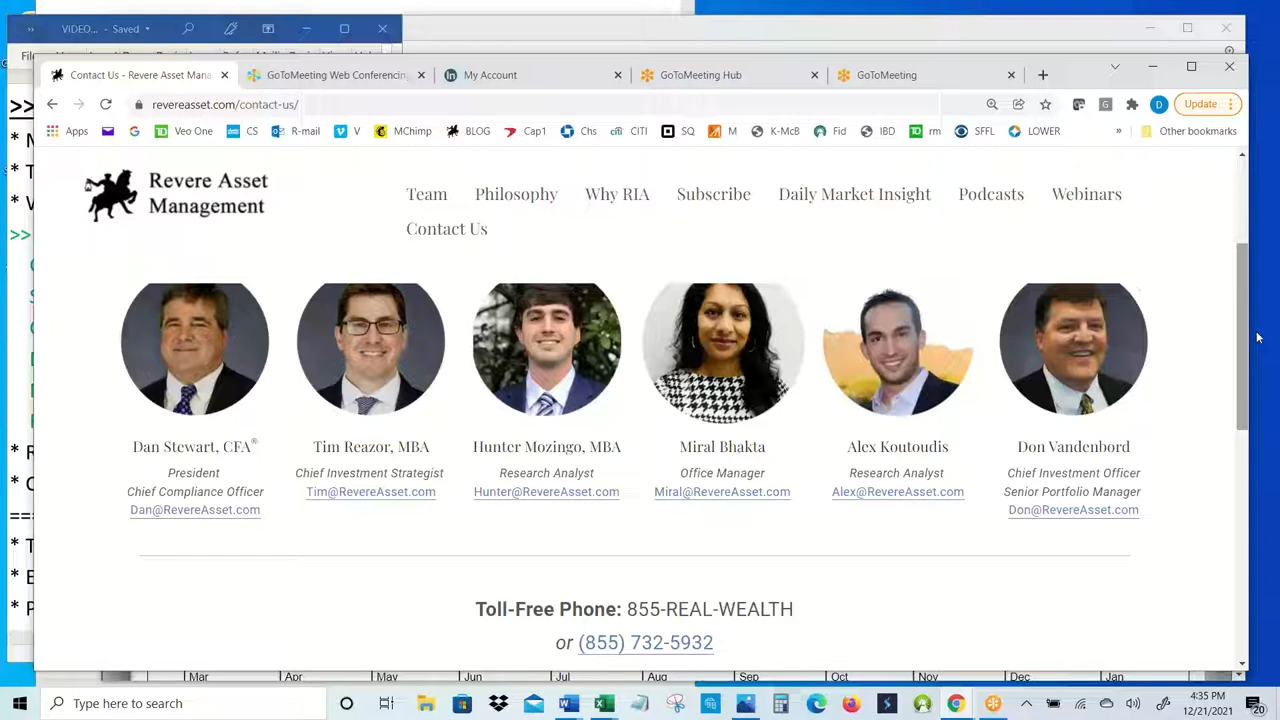 VIDEO... - Saved
Contact Us - Revere Asset Mana
GoToMeeting Web Conferencing
My Account
GoToMeeting Hub
GoToMeeting
revereasset.com/contact-us/
D
Update
Apps
Veo One
CS
R-mail
V
MChimp
BLOG
Cap1
Chs
CITI
SQ
M
K-McB
Fid
IBD
rm
SFFL
LOWER
»
Other bookmarks
Revere Asset
Management
Team Philosophy Why RIA Subscribe Daily Market Insight Podcasts Webinars
Contact Us
Dan Stewart, CFA®
President
Chief Compliance Officer
Dan@RevereAsset.com
Tim Reazor, MBA
Chief Investment Strategist
Tim@RevereAsset.com
Hunter Mozingo, MBA
Research Analyst
Hunter@RevereAsset.com
Miral Bhakta
Office Manager
Miral@RevereAsset.com
Alex Koutoudis
Research Analyst
Alex@RevereAsset.com
Don Vandenbord
Chief Investment Officer
Senior Portfolio Manager
Don@RevereAsset.com
Toll-Free Phone: 855-REAL-WEALTH
or (855) 732-5932
Mar Apr May Jun Jul Aug Sep Oct Nov Dec Jan
Type here to search
4:35 PM
12/21/2021
20